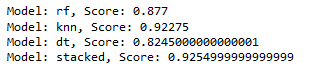 Model: rf, Score: 0.877
Model: knn, Score: 0.92275
Model: dt, Score: 0.8245000000000001
Model: stacked, Score: 0.9254999999999999